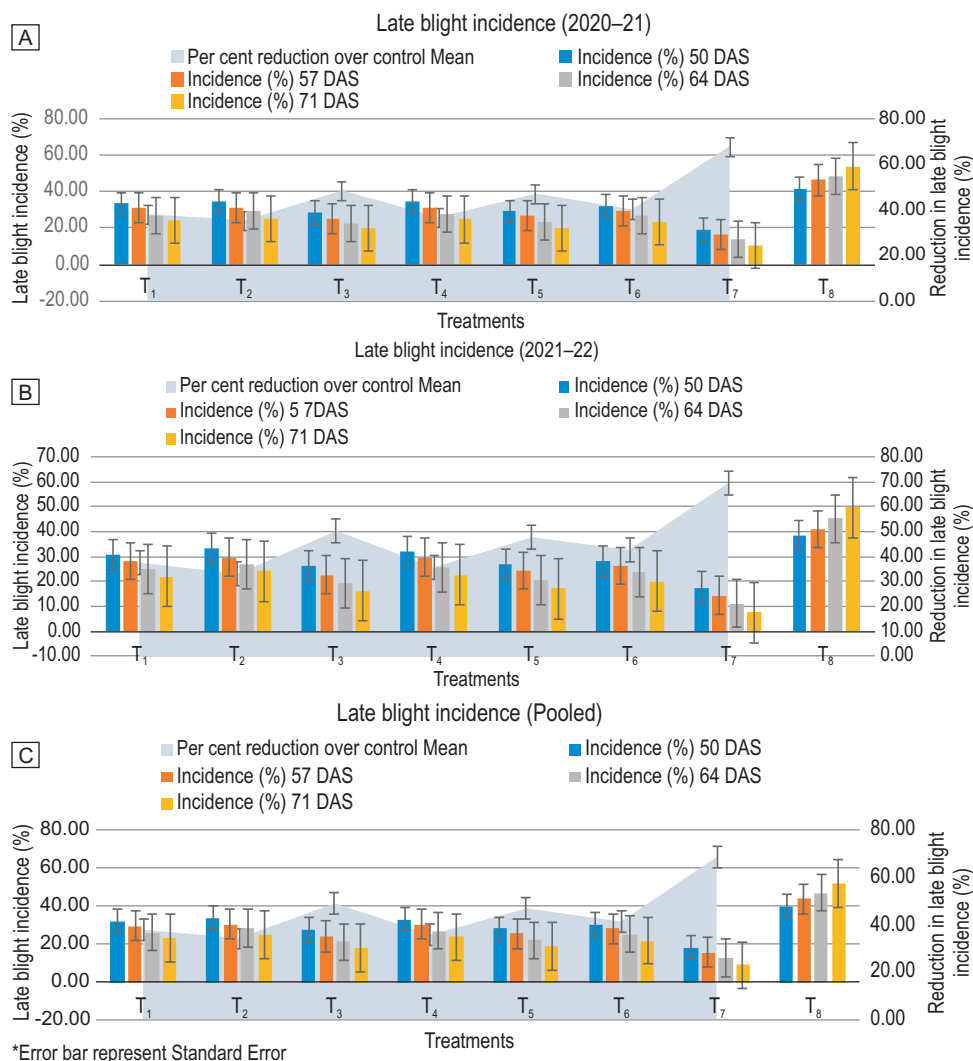 A
Late blight incidence (2020–21)
Per cent reduction over control Mean
Incidence (%) 50 DAS
Incidence (%) 57 DAS
Incidence (%) 64 DAS
Incidence (%) 71 DAS
Late blight incidence (%)
80.00
60.00
40.00
20.00
0.00
-20.00
80.00
60.00
40.00
20.00
0.00
Reduction in late blight
incidence (%)
T1 T2 T3 T4 T5 T6 T7 T8
Treatments
Late blight incidence (2021–22)
B
Per cent reduction over control Mean
Incidence (%) 50 DAS
Incidence (%) 5 7DAS
Incidence (%) 64 DAS
Incidence (%) 71 DAS
Late blight incidence (%)
70.00
60.00
50.00
40.00
30.00
20.00
10.00
0.00
-10.00
80.00
70.00
60.00
50.00
40.00
30.00
20.00
10.00
0.00
Reduction in late blight
incidence (%)
T1 T2 T3 T4 T5 T6 T7 T8
Treatments
Late blight incidence (Pooled)
C
Per cent reduction over control Mean
Incidence (%) 50 DAS
Incidence (%) 57 DAS
Incidence (%) 64 DAS
Incidence (%) 71 DAS
Late blight incidence (%)
80.00
60.00
40.00
20.00
0.00
-20.00
80.00
60.00
40.00
20.00
0.00
Reduction in late blight
incidence (%)
T1 T2 T3 T4 T5 T6 T7 T8
Treatments
*Error bar represent Standard Error